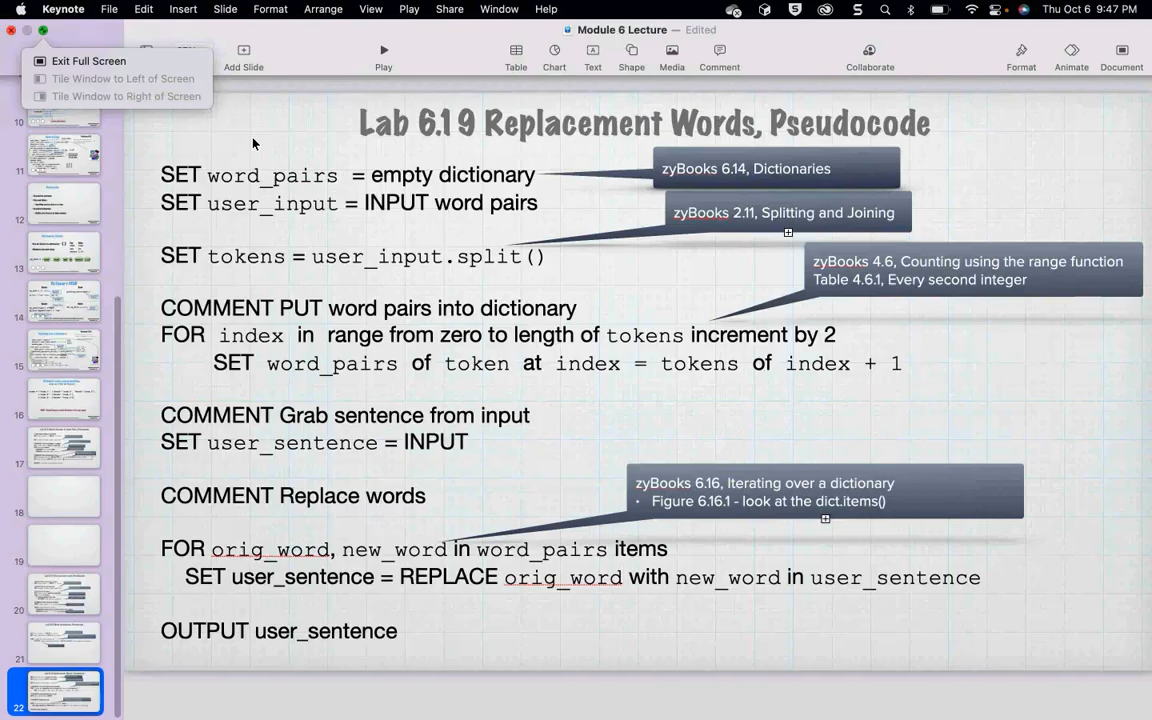 Keynote File Edit Insert Slide Format Arrange View Play Share Window Help Thu Oct 6 9:47 PM
Module 6 Lecture — Edited
Exit Full Screen
Tile Window to Left of Screen
Tile Window to Right of Screen
Add Slide Play Table Chart Text Shape Media Comment Collaborate Format Animate Document
10
11
12
13
14
15
16
17
18
19
20
21
22
Lab 6.19 Replacement Words, Pseudocode
SET word_pairs = empty dictionary
zyBooks 6.14, Dictionaries
SET user_input = INPUT word pairs
zyBooks 2.11, Splitting and Joining
SET tokens = user_input.split()
zyBooks 4.6, Counting using the range function
Table 4.6.1, Every second integer
COMMENT PUT word pairs into dictionary
FOR index in range from zero to length of tokens increment by 2
SET word_pairs of token at index = tokens of index + 1
COMMENT Grab sentence from input
SET user_sentence = INPUT
zyBooks 6.16, Iterating over a dictionary
• Figure 6.16.1 - look at the dict.items()
COMMENT Replace words
FOR orig_word, new_word in word_pairs items
SET user_sentence = REPLACE orig_word with new_word in user_sentence
OUTPUT user_sentence